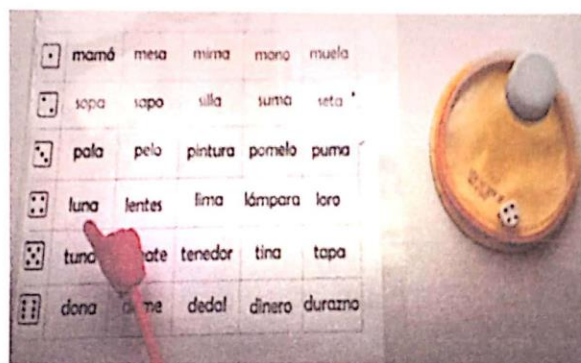 mamá mesa mima mono muela
sopa sapo silla suma seta
pala pelo pintura pomelo puma
luna lentes lima lámpara loro
tenedor tina tapa
dona dedal dinero durazno